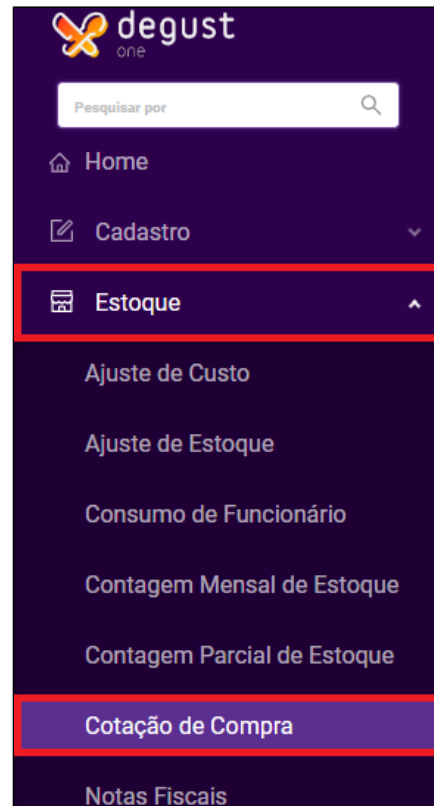 degust
one
Pesquisar por
Home
Cadastro
Estoque
Ajuste de Custo
Ajuste de Estoque
Consumo de Funcionário
Contagem Mensal de Estoque
Contagem Parcial de Estoque
Cotação de Compra
Notas Fiscais